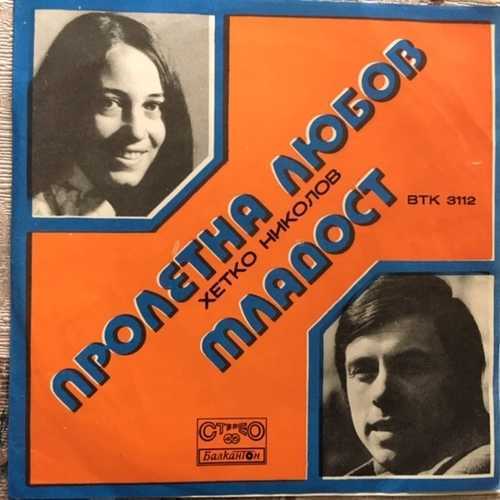 ПРОЛЕТНА ЛЮБОВ
ХЕТКО НИКОЛОВ
МЛАДОСТ
ВТК 3112
СТЕРЕО
Балкантон